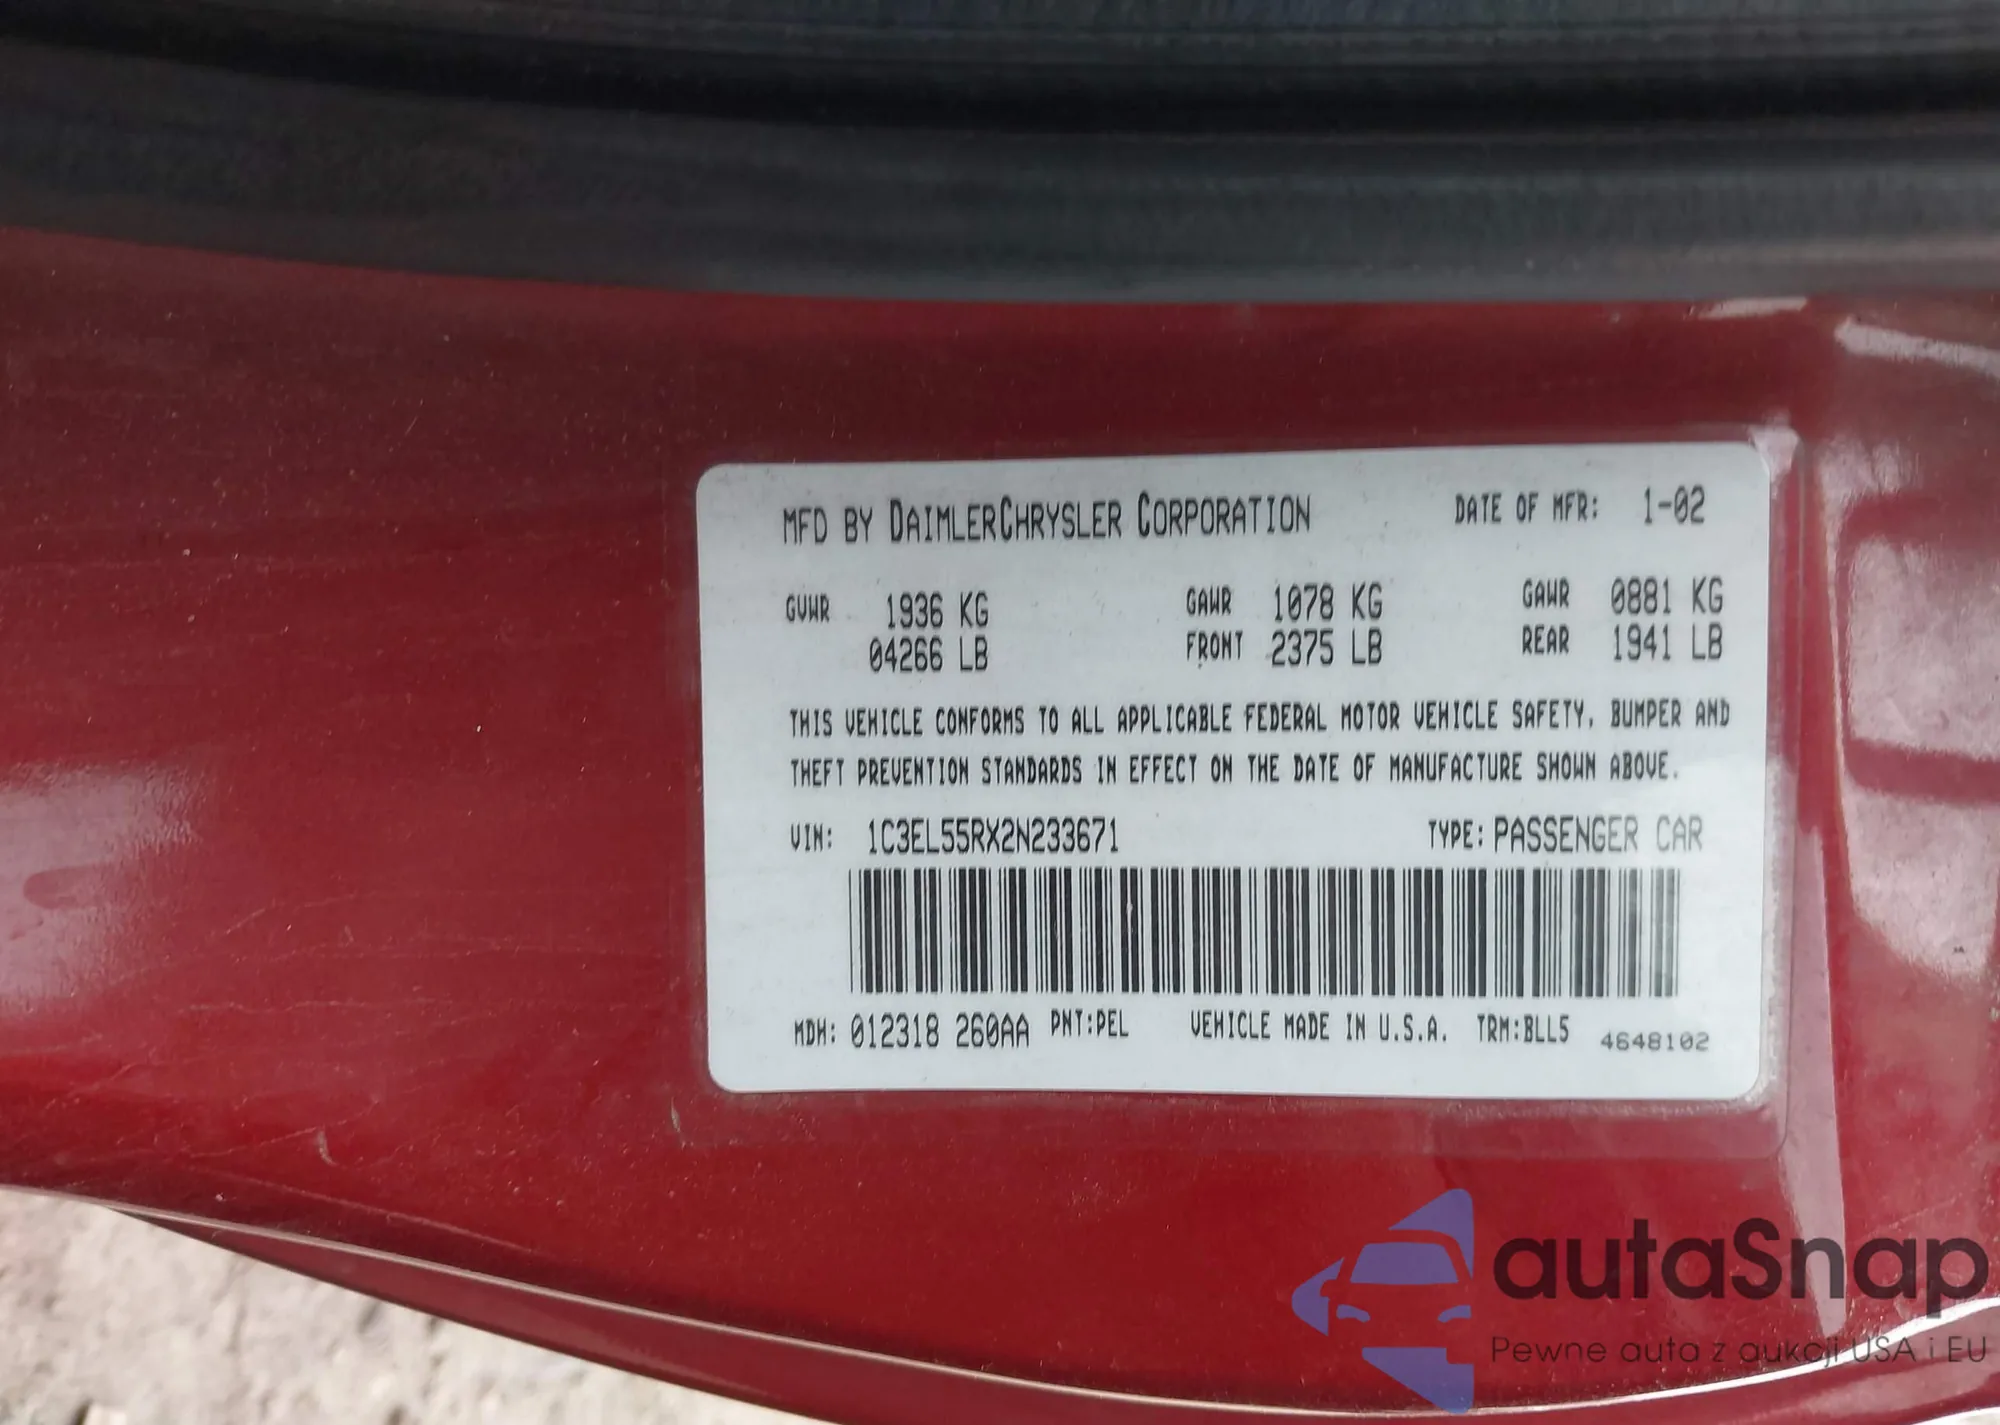 MFD BY DAIMLERCHRYSLER CORPORATION DATE OF MFR: 1-02
GVWR 1936 KG GAWR 1078 KG GAWR 0881 KG
04266 LB FRONT 2375 LB REAR 1941 LB
THIS VEHICLE CONFORMS TO ALL APPLICABLE FEDERAL MOTOR VEHICLE SAFETY, BUMPER AND
THEFT PREVENTION STANDARDS IN EFFECT ON THE DATE OF MANUFACTURE SHOWN ABOVE.
VIN: 1C3EL55RX2N233671 TYPE: PASSENGER CAR
MDH: 012318 260AA PNT:PEL VEHICLE MADE IN U.S.A. TRM:BLL5 4648102
autaSnap
Pewne auta z aukcji USA i EU